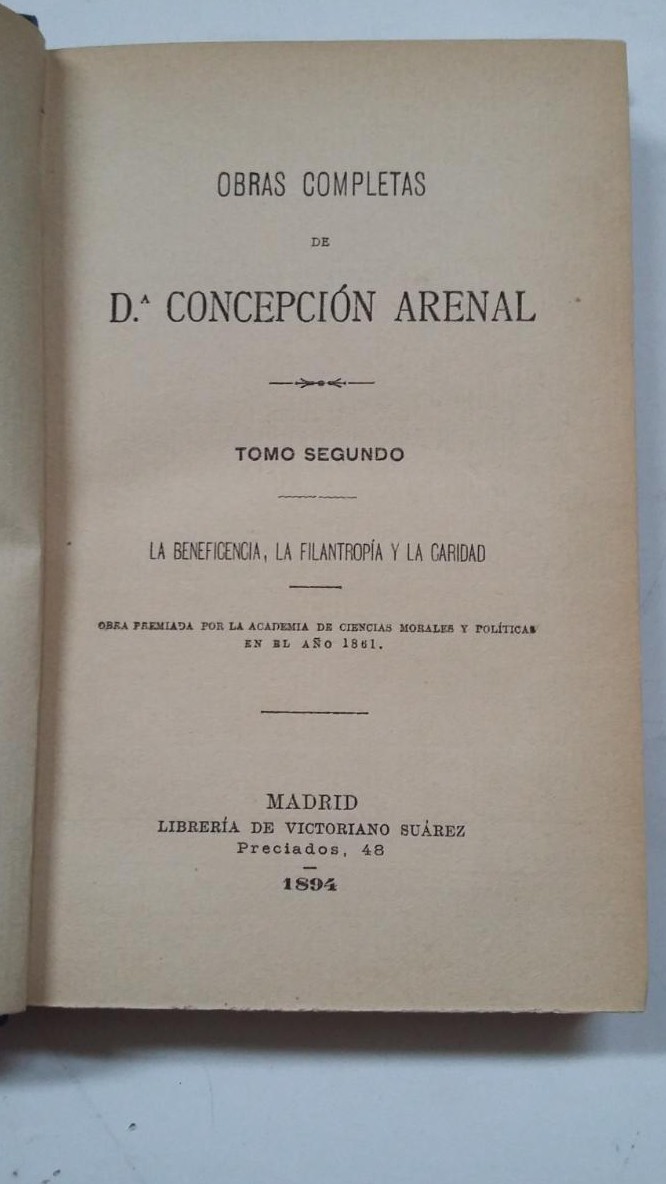 OBRAS COMPLETAS
DE
D.ᴬ CONCEPCIÓN ARENAL
TOMO SEGUNDO
LA BENEFICENCIA, LA FILANTROPÍA Y LA CARIDAD
OBRA PREMIADA POR LA ACADEMIA DE CIENCIAS MORALES Y POLÍTICAS
EN EL AÑO 1861.
MADRID
LIBRERÍA DE VICTORIANO SUÁREZ
Preciados, 48
1894